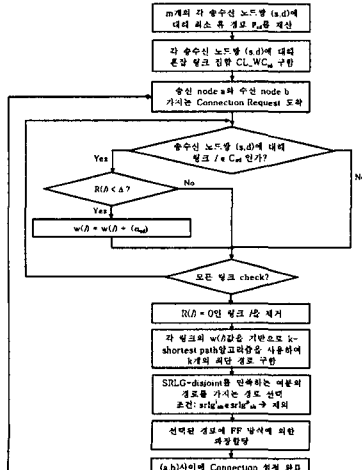 m개의 각 송수신 노드쌍 (s,d)에
대해 최소 홉 경로 P_sd를 계산
각 송수신 노드쌍 (s,d)에 대해
혼잡 링크 집합 CL_WC_sd 구함
송신 node a와 수신 node b
가지는 Connection Request 도착
송수신 노드쌍 (s,d)에 대해
링크 l e C_sd 인가?
Yes
No
R(l) < Δ ?
No
Yes
w(l) = w(l) + (α_sd)
모든 링크 check?
R(l) = 0인 링크 l을 제거
각 링크의 w(l)값을 기반으로 k-
shortest path알고리즘을 사용하여
k개의 최단 경로 구함
SRLG-disjoint를 만족하는 여분의
경로를 가지는 경로 선택
제외
선택된 경로에 FF 방식에 의한
파장할당
(a,b)사이에 Connection 설정 완료